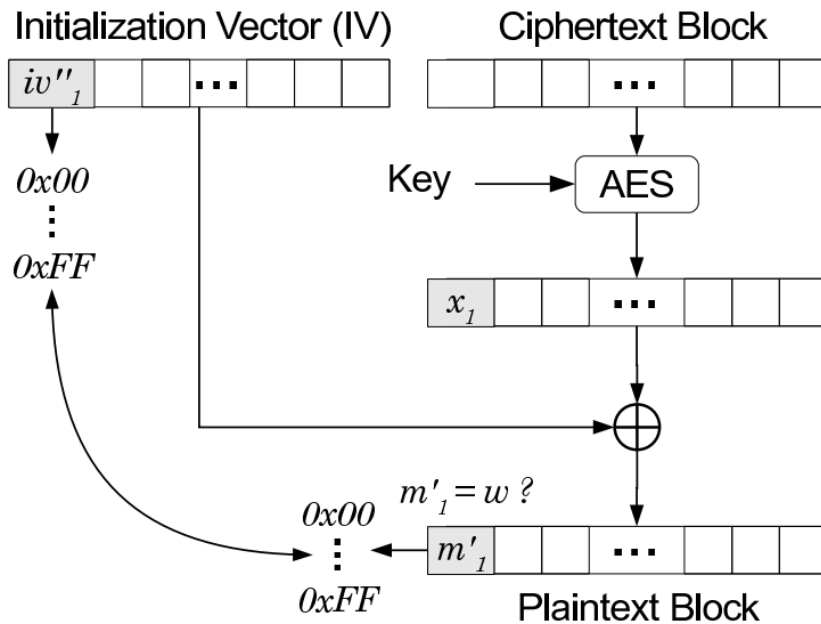 Initialization Vector (IV)
Ciphertext Block
iv''₁
...
...
0x00
⋮
0xFF
Key
AES
x₁
...
m'₁ = w ?
0x00
⋮
0xFF
m'₁
...
Plaintext Block